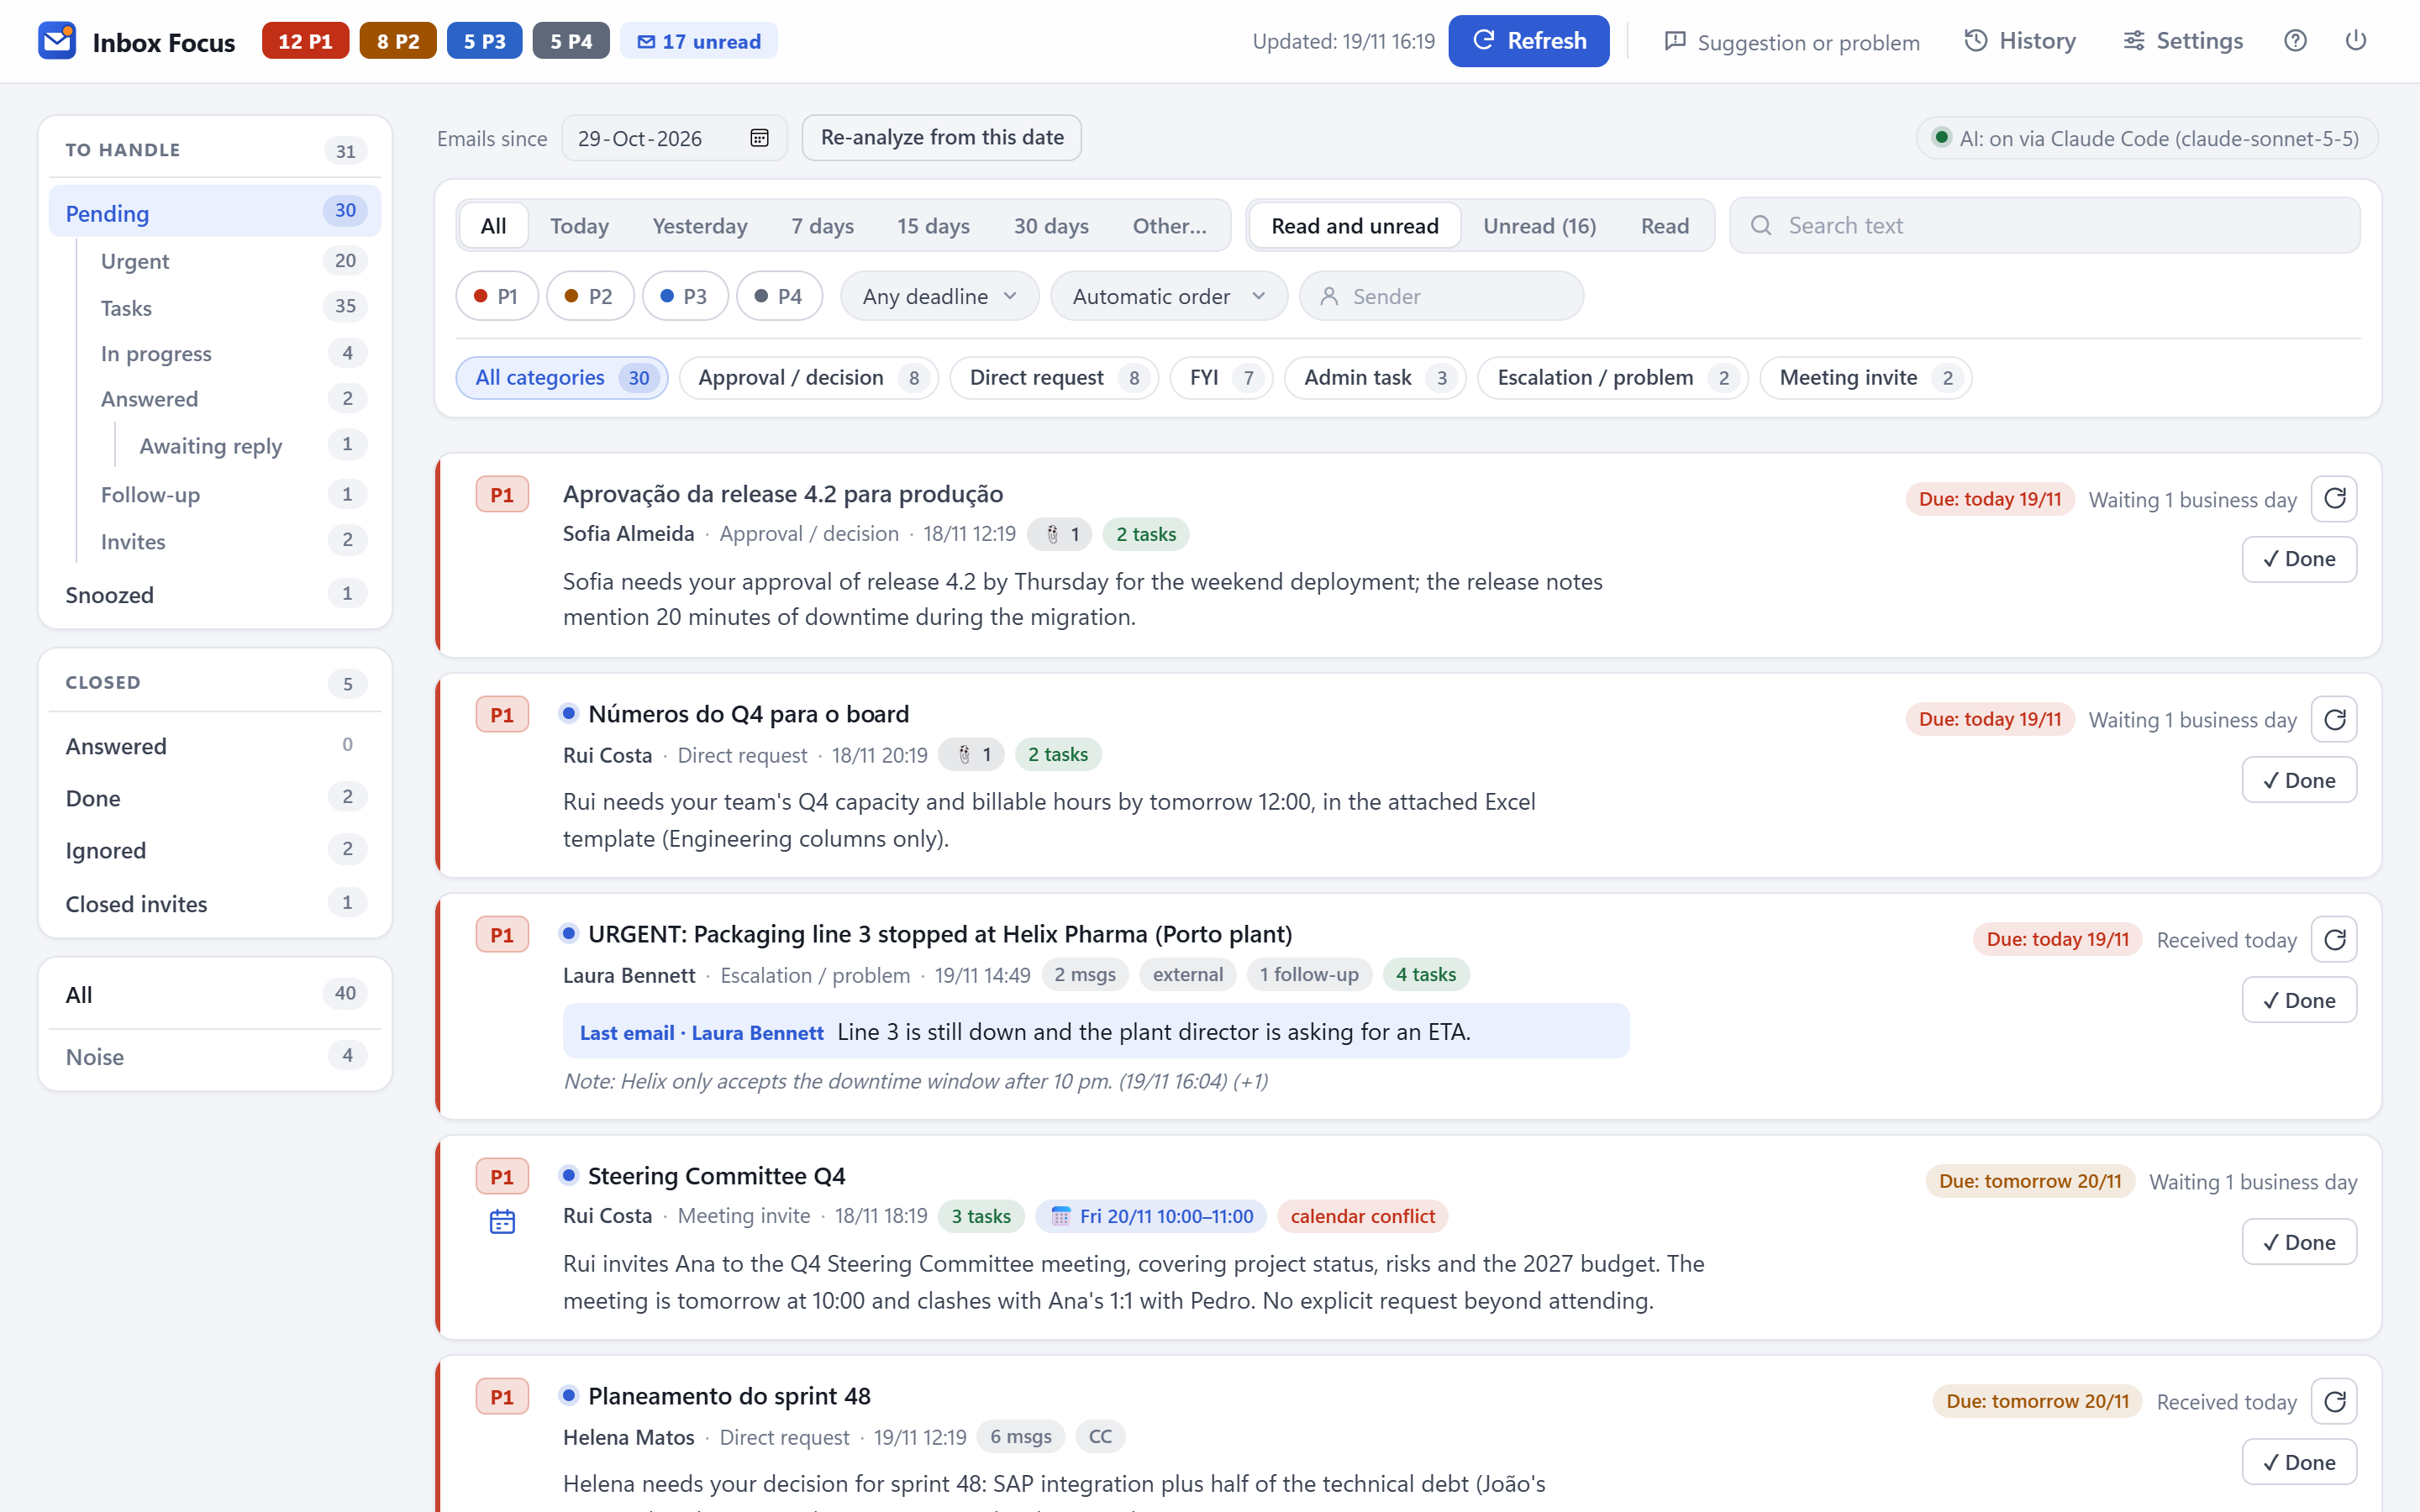 Inbox Focus 12 P1 8 P2 5 P3 5 P4 17 unread Updated: 19/11 16:19 Refresh Suggestion or problem History Settings
TO HANDLE 31
Pending 30
Urgent 20
Tasks 35
In progress 4
Answered 2
Awaiting reply 1
Follow-up 1
Invites 2
Snoozed 1
CLOSED 5
Answered 0
Done 2
Ignored 2
Closed invites 1
All 40
Noise 4
Emails since 29-Oct-2026 Re-analyze from this date AI: on via Claude Code (claude-sonnet-5-5)
All Today Yesterday 7 days 15 days 30 days Other... Read and unread Unread (16) Read Search text
P1 P2 P3 P4 Any deadline Automatic order Sender
All categories 30 Approval / decision 8 Direct request 8 FYI 7 Admin task 3 Escalation / problem 2 Meeting invite 2
P1 Aprovação da release 4.2 para produção Due: today 19/11 Waiting 1 business day
Sofia Almeida · Approval / decision · 18/11 12:19 1 2 tasks
✓ Done
Sofia needs your approval of release 4.2 by Thursday for the weekend deployment; the release notes
mention 20 minutes of downtime during the migration.
P1 Números do Q4 para o board Due: today 19/11 Waiting 1 business day
Rui Costa · Direct request · 18/11 20:19 1 2 tasks
✓ Done
Rui needs your team's Q4 capacity and billable hours by tomorrow 12:00, in the attached Excel
template (Engineering columns only).
P1 URGENT: Packaging line 3 stopped at Helix Pharma (Porto plant) Due: today 19/11 Received today
Laura Bennett · Escalation / problem · 19/11 14:49 2 msgs external 1 follow-up 4 tasks
✓ Done
Last email · Laura Bennett Line 3 is still down and the plant director is asking for an ETA.
Note: Helix only accepts the downtime window after 10 pm. (19/11 16:04) (+1)
P1 Steering Committee Q4 Due: tomorrow 20/11 Waiting 1 business day
Rui Costa · Meeting invite · 18/11 18:19 3 tasks Fri 20/11 10:00–11:00 calendar conflict
✓ Done
Rui invites Ana to the Q4 Steering Committee meeting, covering project status, risks and the 2027 budget. The
meeting is tomorrow at 10:00 and clashes with Ana's 1:1 with Pedro. No explicit request beyond attending.
P1 Planeamento do sprint 48 Due: tomorrow 20/11 Received today
Helena Matos · Direct request · 19/11 12:19 6 msgs CC
✓ Done
Helena needs your decision for sprint 48: SAP integration plus half of the technical debt (João's